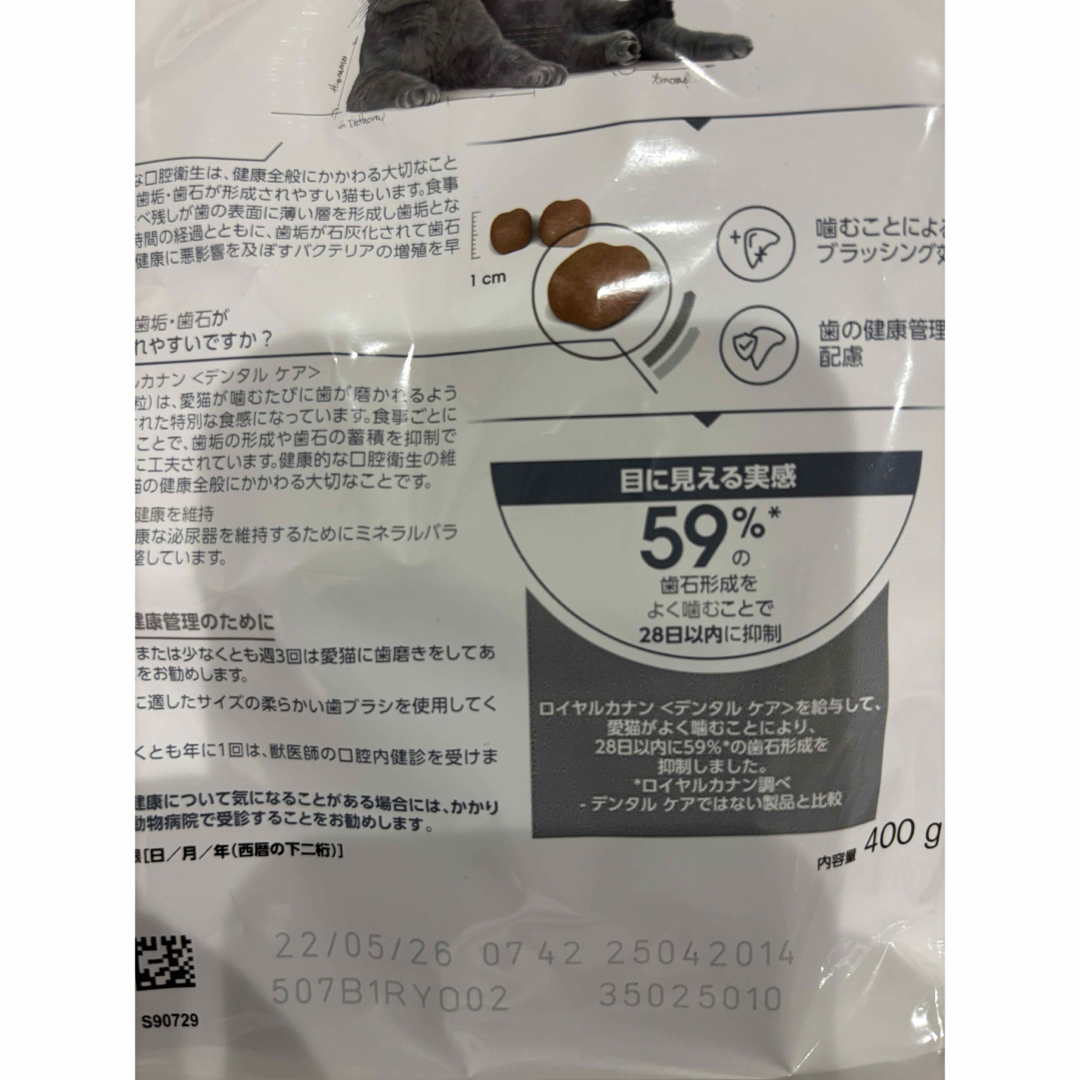 な口腔衛生は、健康全般にかかわる大切なこと
歯垢・歯石が形成されやすい猫もいます。食事
べ残しが歯の表面に薄い層を形成し歯垢とな
時間の経過とともに、歯垢が石灰化されて歯石
健康に悪影響を及ぼすバクテリアの増殖を早
歯垢・歯石が
れやすいですか？
ルカナン <デンタル ケア>
粒)は、愛猫が噛むたびに歯が磨かれるよう
された特別な食感になっています。食事ごとに
ことで、歯垢の形成や歯石の蓄積を抑制で
に工夫されています。健康的な口腔衛生の維
猫の健康全般にかかわる大切なことです。
健康を維持
康な泌尿器を維持するためにミネラルバラ
整しています。
健康管理のために
または少なくとも週3回は愛猫に歯磨きをしてあ
をお勧めします。
に適したサイズの柔らかい歯ブラシを使用してく
くとも年に1回は、獣医師の口腔内健診を受けま
健康について気になることがある場合には、かかり
動物病院で受診することをお勧めします。
限[日／月／年(西暦の下二桁)]
1 cm
噛むことによる
ブラッシング効
歯の健康管理
配慮
目に見える実感
59%*の
歯石形成を
よく噛むことで
28日以内に抑制
ロイヤルカナン <デンタル ケア>を給与して、
愛猫がよく噛むことにより、
28日以内に59%*の歯石形成を
抑制しました。
*ロイヤルカナン調べ
- デンタル ケアではない製品と比較
内容量 400 g
22/05/26 0742 25042014
507B1RY002 35025010
S90729